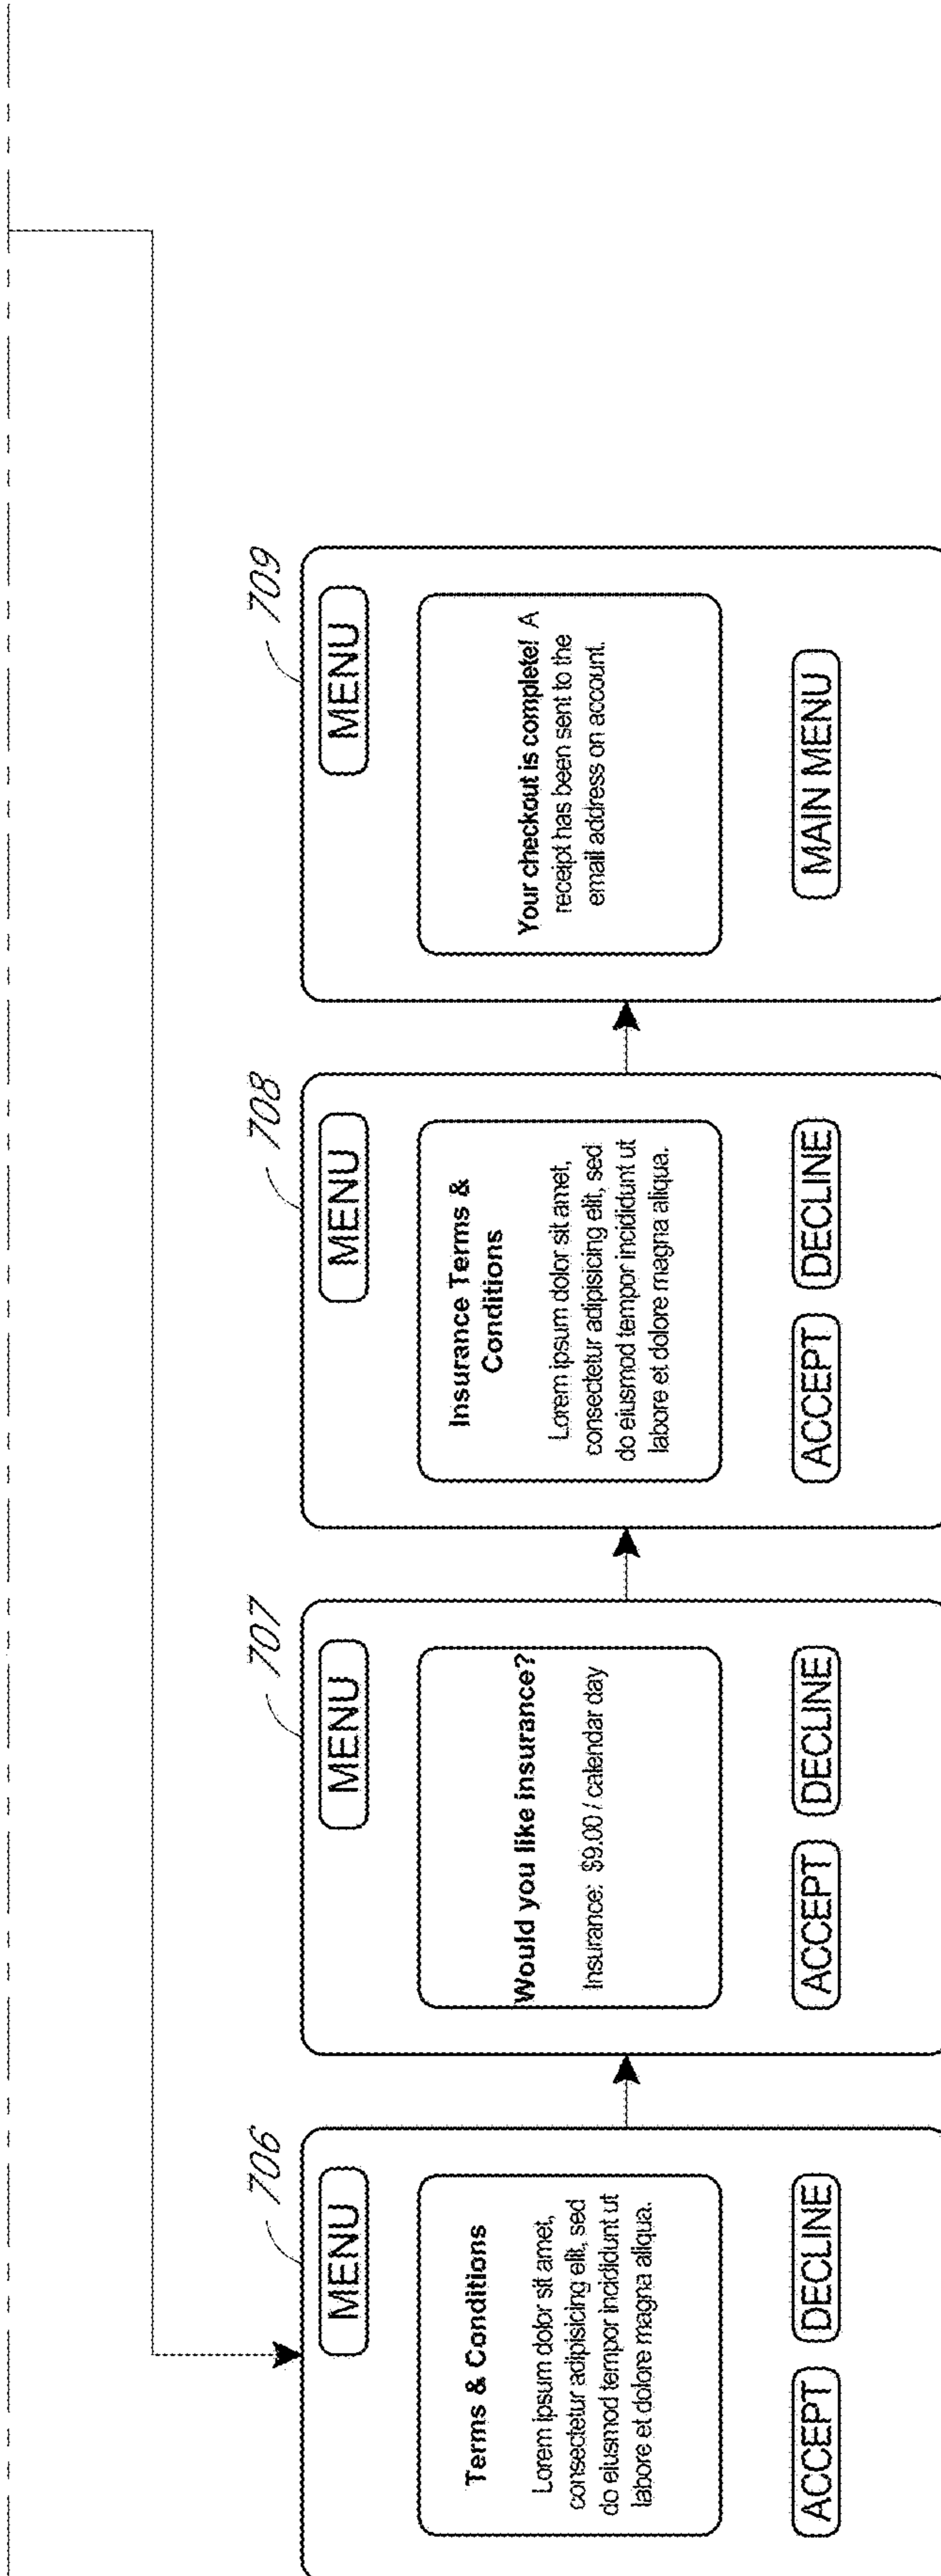 706
MENU
Terms & Conditions
Lorem ipsum dolor sit amet,
consectetur adipisicing elit, sed
do eiusmod tempor incididunt ut
labore et dolore magna aliqua.
ACCEPT DECLINE
707
MENU
Would you like insurance?
Insurance: $9.00 / calendar day
ACCEPT DECLINE
708
MENU
Insurance Terms &
Conditions
Lorem ipsum dolor sit amet,
consectetur adipisicing elit, sed
do eiusmod tempor incididunt ut
labore et dolore magna aliqua.
ACCEPT DECLINE
709
MENU
Your checkout is complete! A
receipt has been sent to the
email address on account.
MAIN MENU